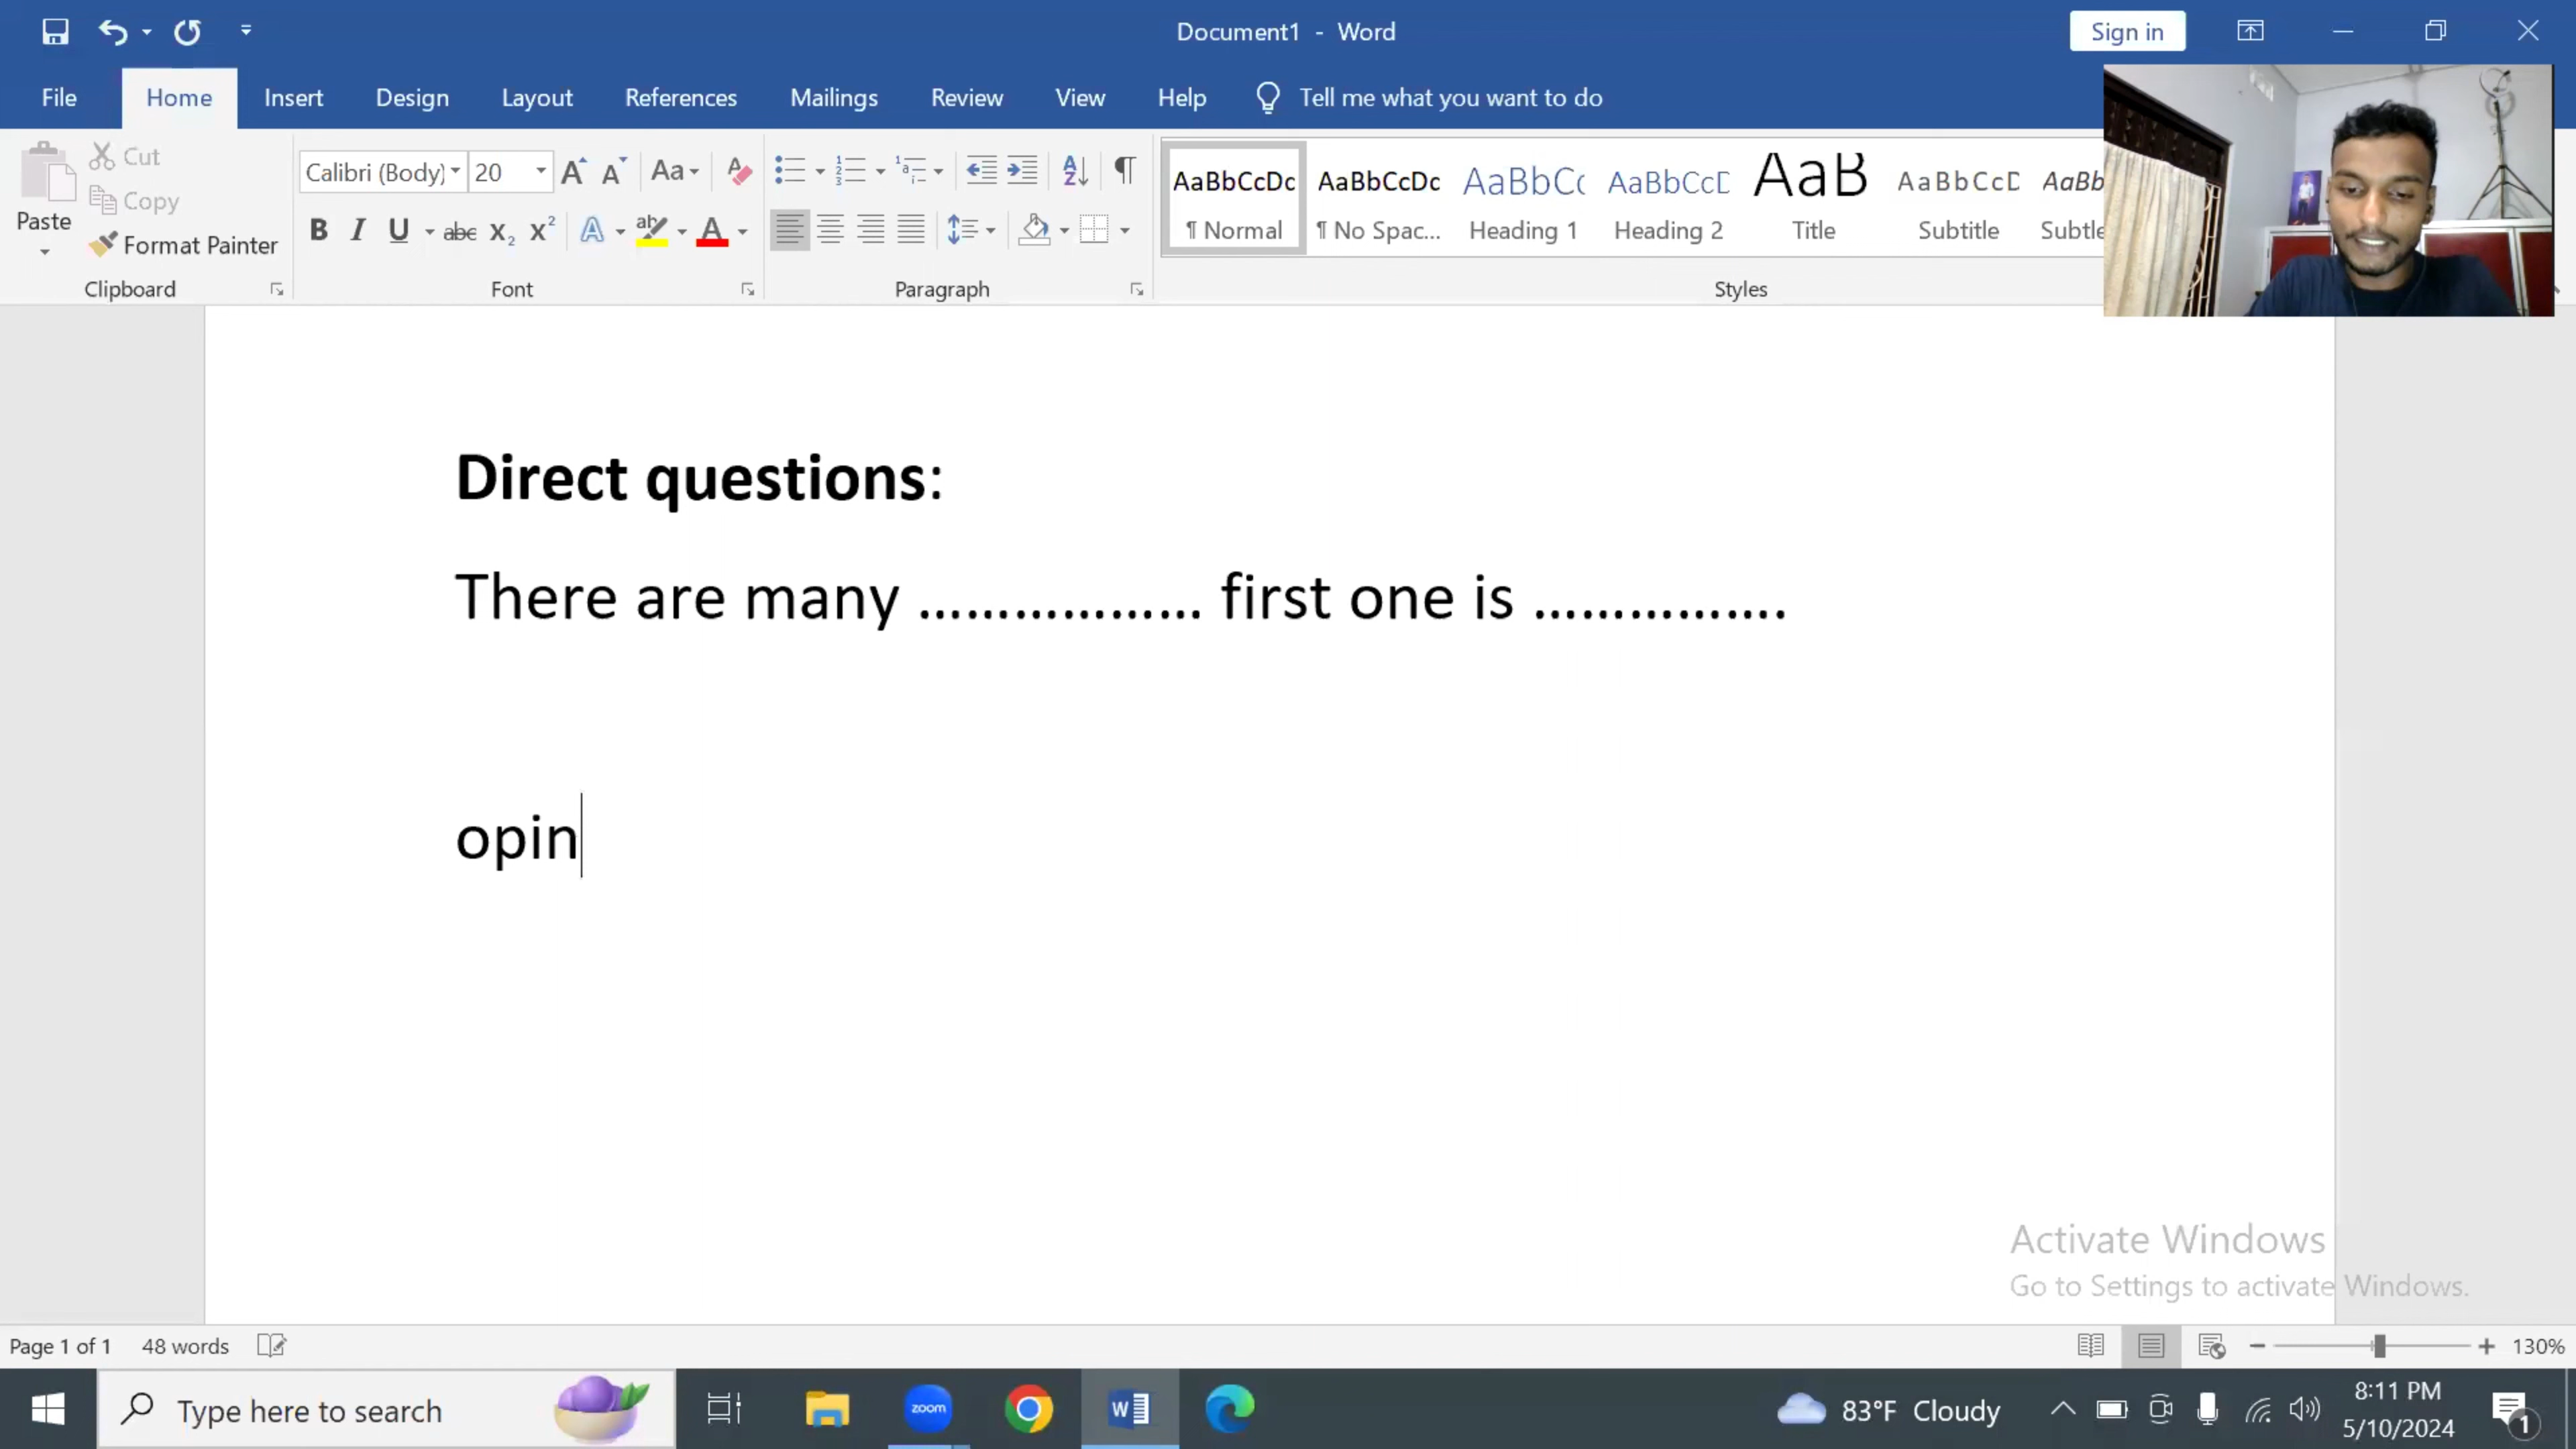 Document1 - Word
Sign in
File Home Insert Design Layout References Mailings Review View Help Tell me what you want to do
Paste
Cut
Copy
Format Painter
Clipboard
Calibri (Body) 20
Font
Paragraph
AaBbCcDc AaBbCcDc AaBbCc AaBbCcD AaB AaBbCcD AaBb
¶ Normal ¶ No Spac... Heading 1 Heading 2 Title Subtitle Subtle
Styles
Direct questions:
There are many .................. first one is ................
opin
Activate Windows
Go to Settings to activate Windows.
Page 1 of 1 48 words 130%
Type here to search
zoom
83°F Cloudy
8:11 PM
5/10/2024
1